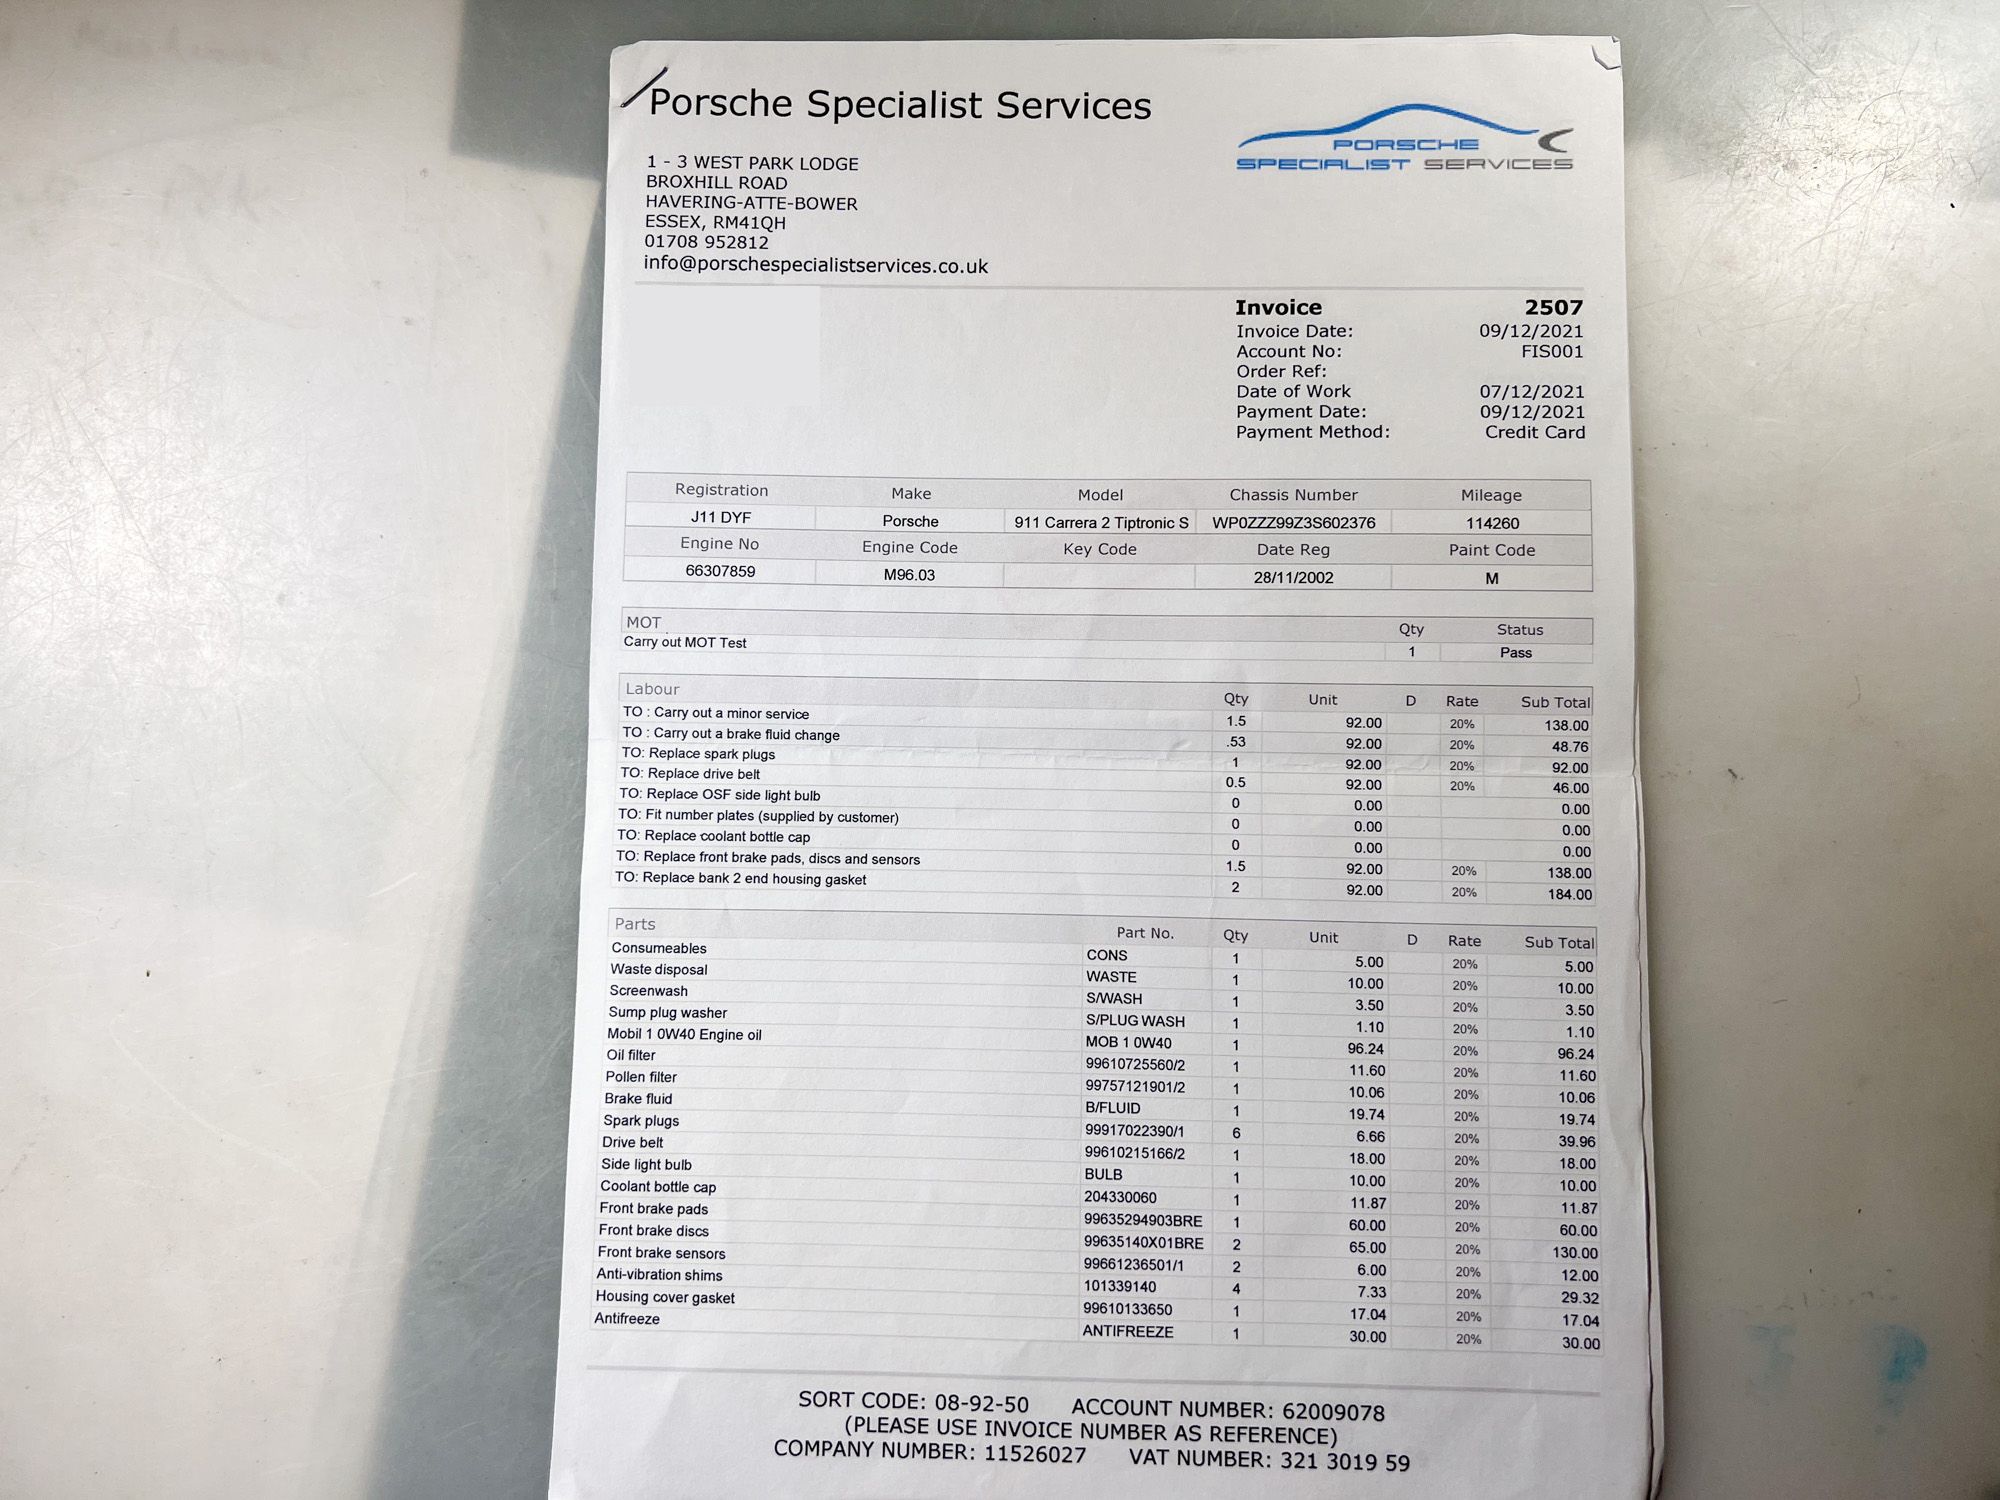 Porsche Specialist Services
PORSCHE
SPECIALIST SERVICES
1 - 3 WEST PARK LODGE
BROXHILL ROAD
HAVERING-ATTE-BOWER
ESSEX, RM41QH
01708 952812
info@porschespecialistservices.co.uk
Invoice 2507
Invoice Date: 09/12/2021
Account No: FIS001
Order Ref:
Date of Work 07/12/2021
Payment Date: 09/12/2021
Payment Method: Credit Card
Registration Make Model Chassis Number Mileage
J11 DYF Porsche 911 Carrera 2 Tiptronic S WP0ZZZ99Z3S602376 114260
Engine No Engine Code Key Code Date Reg Paint Code
66307859 M96.03 28/11/2002 M
MOT Qty Status
Carry out MOT Test 1 Pass
Labour Qty Unit D Rate Sub Total
TO : Carry out a minor service 1.5 92.00 20% 138.00
TO : Carry out a brake fluid change .53 92.00 20% 48.76
TO: Replace spark plugs 1 92.00 20% 92.00
TO: Replace drive belt 0.5 92.00 20% 46.00
TO: Replace OSF side light bulb 0 0.00 0.00
TO: Fit number plates (supplied by customer) 0 0.00 0.00
TO: Replace coolant bottle cap 0 0.00 0.00
TO: Replace front brake pads, discs and sensors 1.5 92.00 20% 138.00
TO: Replace bank 2 end housing gasket 2 92.00 20% 184.00
Parts Part No. Qty Unit D Rate Sub Total
Consumeables CONS 1 5.00 20% 5.00
Waste disposal WASTE 1 10.00 20% 10.00
Screenwash S/WASH 1 3.50 20% 3.50
Sump plug washer S/PLUG WASH 1 1.10 20% 1.10
Mobil 1 0W40 Engine oil MOB 1 0W40 1 96.24 20% 96.24
Oil filter 99610725560/2 1 11.60 20% 11.60
Pollen filter 99757121901/2 1 10.06 20% 10.06
Brake fluid B/FLUID 1 19.74 20% 19.74
Spark plugs 99917022390/1 6 6.66 20% 39.96
Drive belt 99610215166/2 1 18.00 20% 18.00
Side light bulb BULB 1 10.00 20% 10.00
Coolant bottle cap 204330060 1 11.87 20% 11.87
Front brake pads 99635294903BRE 1 60.00 20% 60.00
Front brake discs 99635140X01BRE 2 65.00 20% 130.00
Front brake sensors 99661236501/1 2 6.00 20% 12.00
Anti-vibration shims 101339140 4 7.33 20% 29.32
Housing cover gasket 99610133650 1 17.04 20% 17.04
Antifreeze ANTIFREEZE 1 30.00 20% 30.00
SORT CODE: 08-92-50 ACCOUNT NUMBER: 62009078
(PLEASE USE INVOICE NUMBER AS REFERENCE)
COMPANY NUMBER: 11526027 VAT NUMBER: 321 3019 59